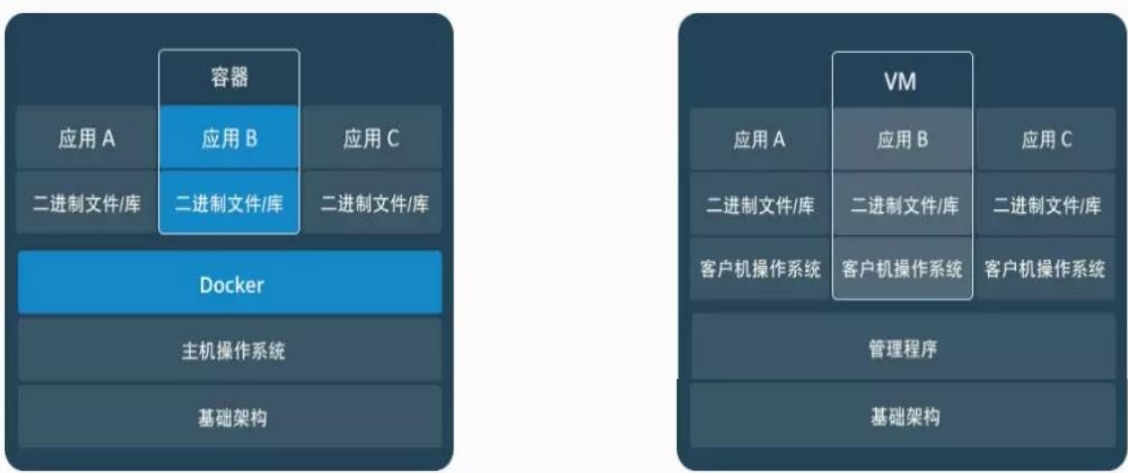 容器
应用 A
应用 B
应用 C
二进制文件/库
二进制文件/库
二进制文件/库
Docker
主机操作系统
基础架构
VM
应用 A
应用 B
应用 C
二进制文件/库
二进制文件/库
二进制文件/库
客户机操作系统
客户机操作系统
客户机操作系统
管理程序
基础架构